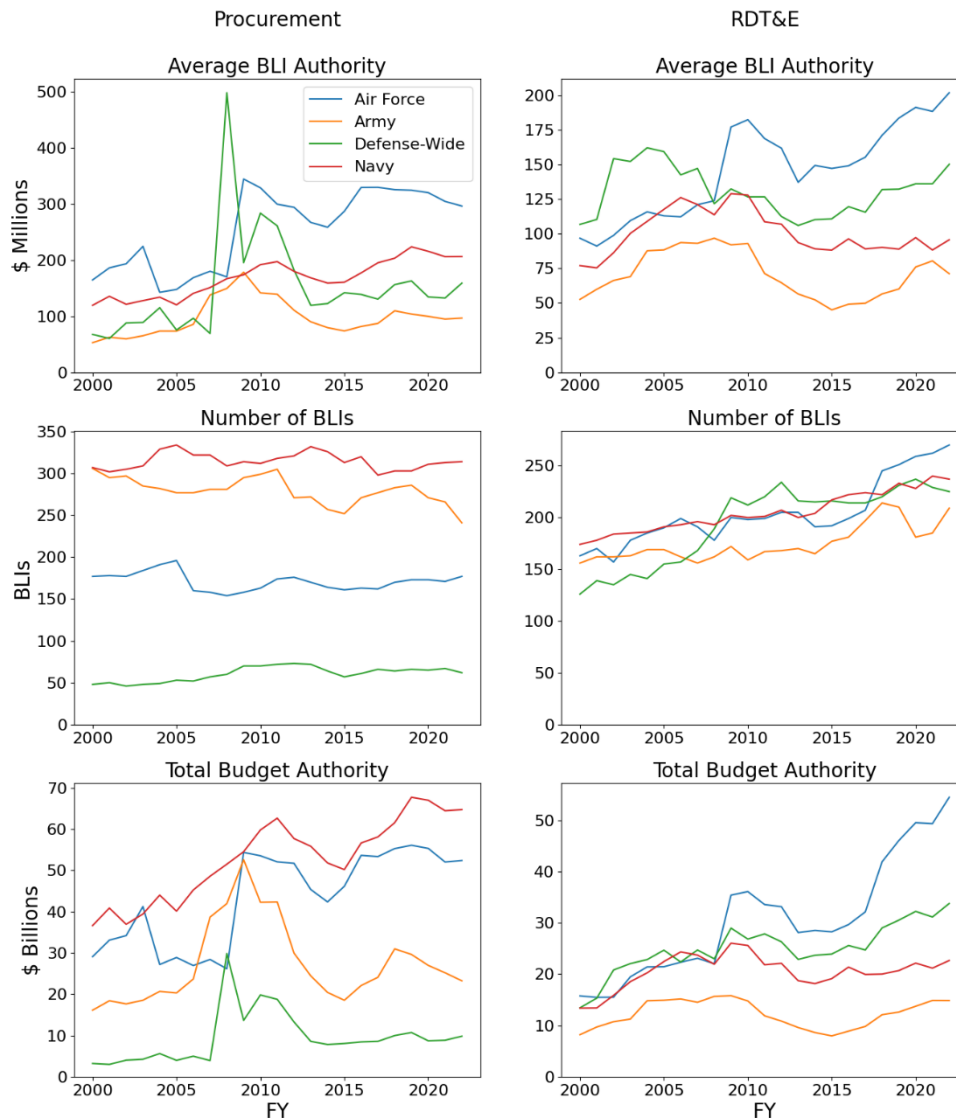 Procurement
RDT&E
Average BLI Authority
Average BLI Authority
$ Millions
500
400
300
200
100
0
Air Force
Army
Defense-Wide
Navy
2000 2005 2010 2015 2020
200
175
150
125
100
75
50
25
0
2000 2005 2010 2015 2020
Number of BLIs
Number of BLIs
BLIs
350
300
250
200
150
100
50
0
2000 2005 2010 2015 2020
250
200
150
100
50
0
2000 2005 2010 2015 2020
Total Budget Authority
Total Budget Authority
$ Billions
70
60
50
40
30
20
10
0
2000 2005 2010 2015 2020
FY
50
40
30
20
10
0
2000 2005 2010 2015 2020
FY